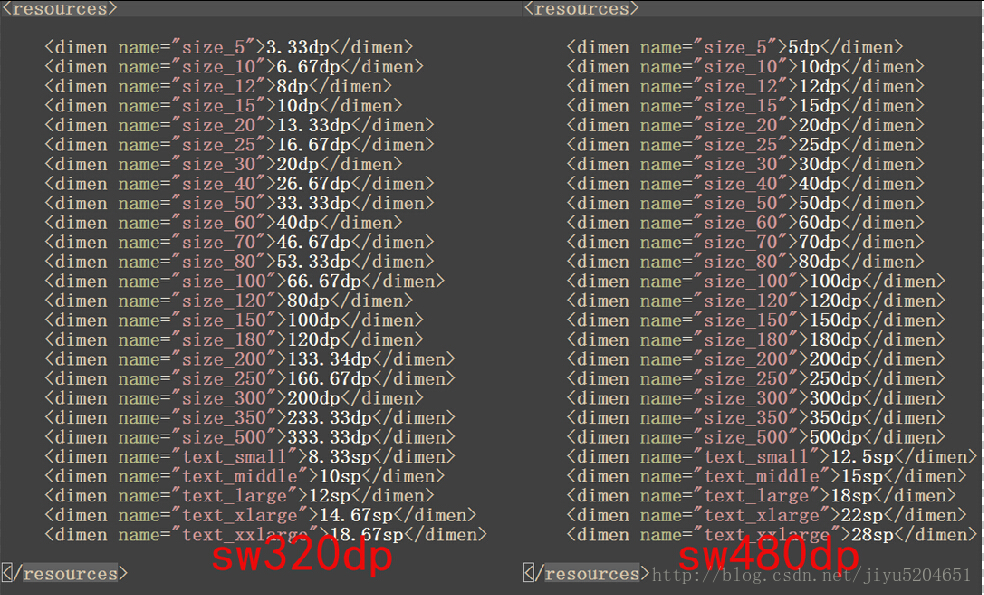 <resources>
<dimen name="size_5">3.33dp</dimen>
<dimen name="size_10">6.67dp</dimen>
<dimen name="size_12">8dp</dimen>
<dimen name="size_15">10dp</dimen>
<dimen name="size_20">13.33dp</dimen>
<dimen name="size_25">16.67dp</dimen>
<dimen name="size_30">20dp</dimen>
<dimen name="size_40">26.67dp</dimen>
<dimen name="size_50">33.33dp</dimen>
<dimen name="size_60">40dp</dimen>
<dimen name="size_70">46.67dp</dimen>
<dimen name="size_80">53.33dp</dimen>
<dimen name="size_100">66.67dp</dimen>
<dimen name="size_120">80dp</dimen>
<dimen name="size_150">100dp</dimen>
<dimen name="size_180">120dp</dimen>
<dimen name="size_200">133.34dp</dimen>
<dimen name="size_250">166.67dp</dimen>
<dimen name="size_300">200dp</dimen>
<dimen name="size_350">233.33dp</dimen>
<dimen name="size_500">333.33dp</dimen>
<dimen name="text_small">8.33sp</dimen>
<dimen name="text_middle">10sp</dimen>
<dimen name="text_large">12sp</dimen>
<dimen name="text_xlarge">14.67sp</dimen>
<dimen name="text_xxlarge">18.67sp</dimen>
sw320dp
</resources>
<resources>
<dimen name="size_5">5dp</dimen>
<dimen name="size_10">10dp</dimen>
<dimen name="size_12">12dp</dimen>
<dimen name="size_15">15dp</dimen>
<dimen name="size_20">20dp</dimen>
<dimen name="size_25">25dp</dimen>
<dimen name="size_30">30dp</dimen>
<dimen name="size_40">40dp</dimen>
<dimen name="size_50">50dp</dimen>
<dimen name="size_60">60dp</dimen>
<dimen name="size_70">70dp</dimen>
<dimen name="size_80">80dp</dimen>
<dimen name="size_100">100dp</dimen>
<dimen name="size_120">120dp</dimen>
<dimen name="size_150">150dp</dimen>
<dimen name="size_180">180dp</dimen>
<dimen name="size_200">200dp</dimen>
<dimen name="size_250">250dp</dimen>
<dimen name="size_300">300dp</dimen>
<dimen name="size_350">350dp</dimen>
<dimen name="size_500">500dp</dimen>
<dimen name="text_small">12.5sp</dimen>
<dimen name="text_middle">15sp</dimen>
<dimen name="text_large">18sp</dimen>
<dimen name="text_xlarge">22sp</dimen>
<dimen name="text_xxlarge">28sp</dimen>
sw480dp
</resources>
http://blog.csdn.net/jiyu5204651